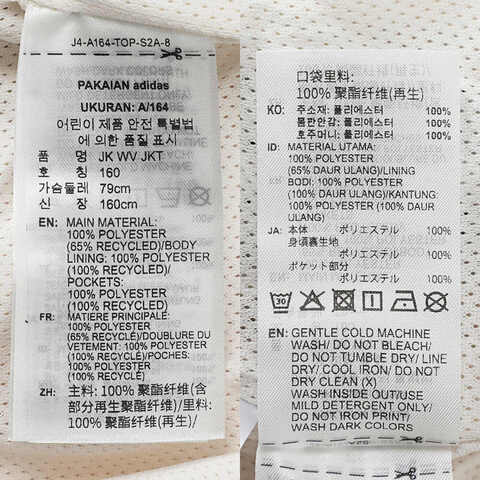 J4-A164-TOP-S2A-8
PAKAIAN adidas
UKURAN: A/164
어린이 제품 안전 특별법
에 의한 품질 표시
품 명 JK WV JKT
호 칭 160
가슴둘레 79cm
신 장 160cm
EN: MAIN MATERIAL:
100% POLYESTER
(65% RECYCLED)/BODY
LINING: 100% POLYESTER
(100% RECYCLED)/
POCKETS:
100% POLYESTER
(100% RECYCLED)
FR: MATIÈRE PRINCIPALE:
100% POLYESTER
(65% RECYCLÉ)/DOUBLURE DU
VETEMENT: 100% POLYESTER
(100% RECYCLÉ)/POCHES:
100% POLYESTER
(100% RECYCLÉ)
ZH: 主料: 100% 聚酯纤维(含
部分再生聚酯纤维)/里料:
100% 聚酯纤维(再生)/
口袋里料:
100% 聚酯纤维(再生)
KO: 주소재: 폴리에스터 100%
몸판안감: 폴리에스터 100%
호주머니: 폴리에스터 100%
ID: MATERIAL UTAMA:
100% POLYESTER
(65% DAUR ULANG)/LINING
BODI: 100% POLYESTER
(100% DAUR ULANG)/KANTUNG:
100% POLYESTER (100% DAUR
ULANG)
JA: 本体 ポリエステル 100%
身頃裏生地
ポリエステル 100%
ポケット部分
ポリエステル 100%
30
EN: GENTLE COLD MACHINE
WASH/ DO NOT BLEACH/
DO NOT TUMBLE DRY/ LINE
DRY/ COOL IRON/ DO NOT
DRY CLEAN (X)
WASH INSIDE OUT/USE
MILD DETERGENT ONLY/
DO NOT IRON PRINT/
WASH DARK COLORS